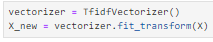 vectorizer = TfidfVectorizer()
X_new = vectorizer.fit_transform(X)